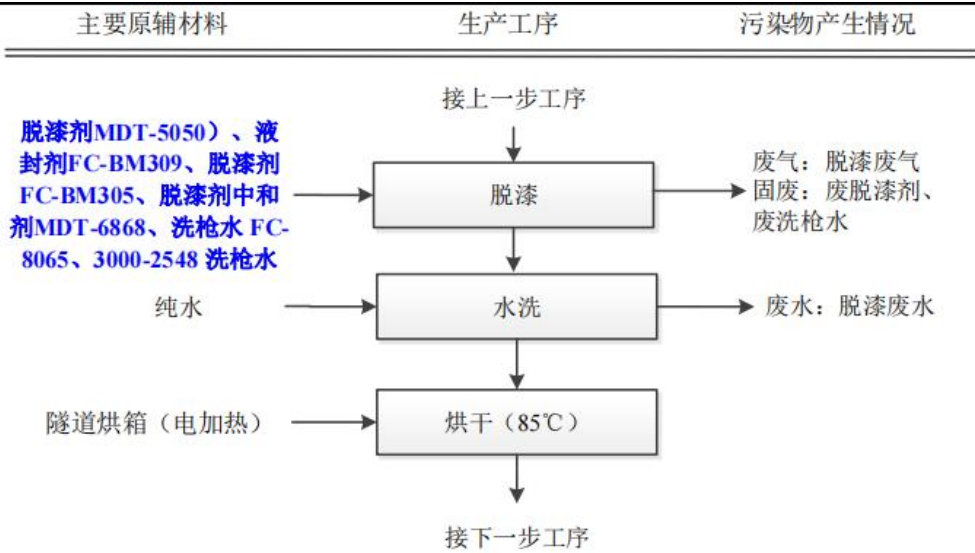 主要原辅材料 生产工序 污染物产生情况
接上一步工序
脱漆剂MDT-5050）、液
封剂FC-BM309、脱漆剂
FC-BM305、脱漆剂中和
剂MDT-6868、洗枪水 FC-
8065、3000-2548 洗枪水
脱漆
废气：脱漆废气
固废：废脱漆剂、
废洗枪水
纯水
水洗
废水：脱漆废水
隧道烘箱（电加热）
烘干（85℃）
接下一步工序